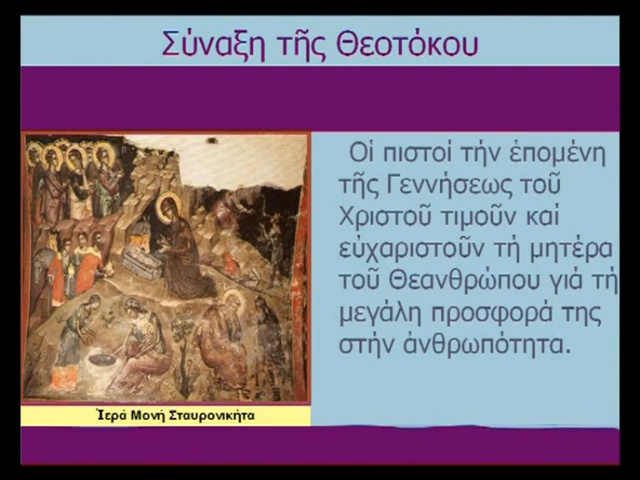 Σύναξη τῆς Θεοτόκου
Οἱ πιστοί τήν ἑπομένη
τῆς Γεννήσεως τοῦ
Χριστοῦ τιμοῦν καί
εὐχαριστοῦν τή μητέρα
τοῦ Θεανθρώπου γιά τή
μεγάλη προσφορά της
στήν ἀνθρωπότητα.
Ἱερά Μονή Σταυρονικήτα